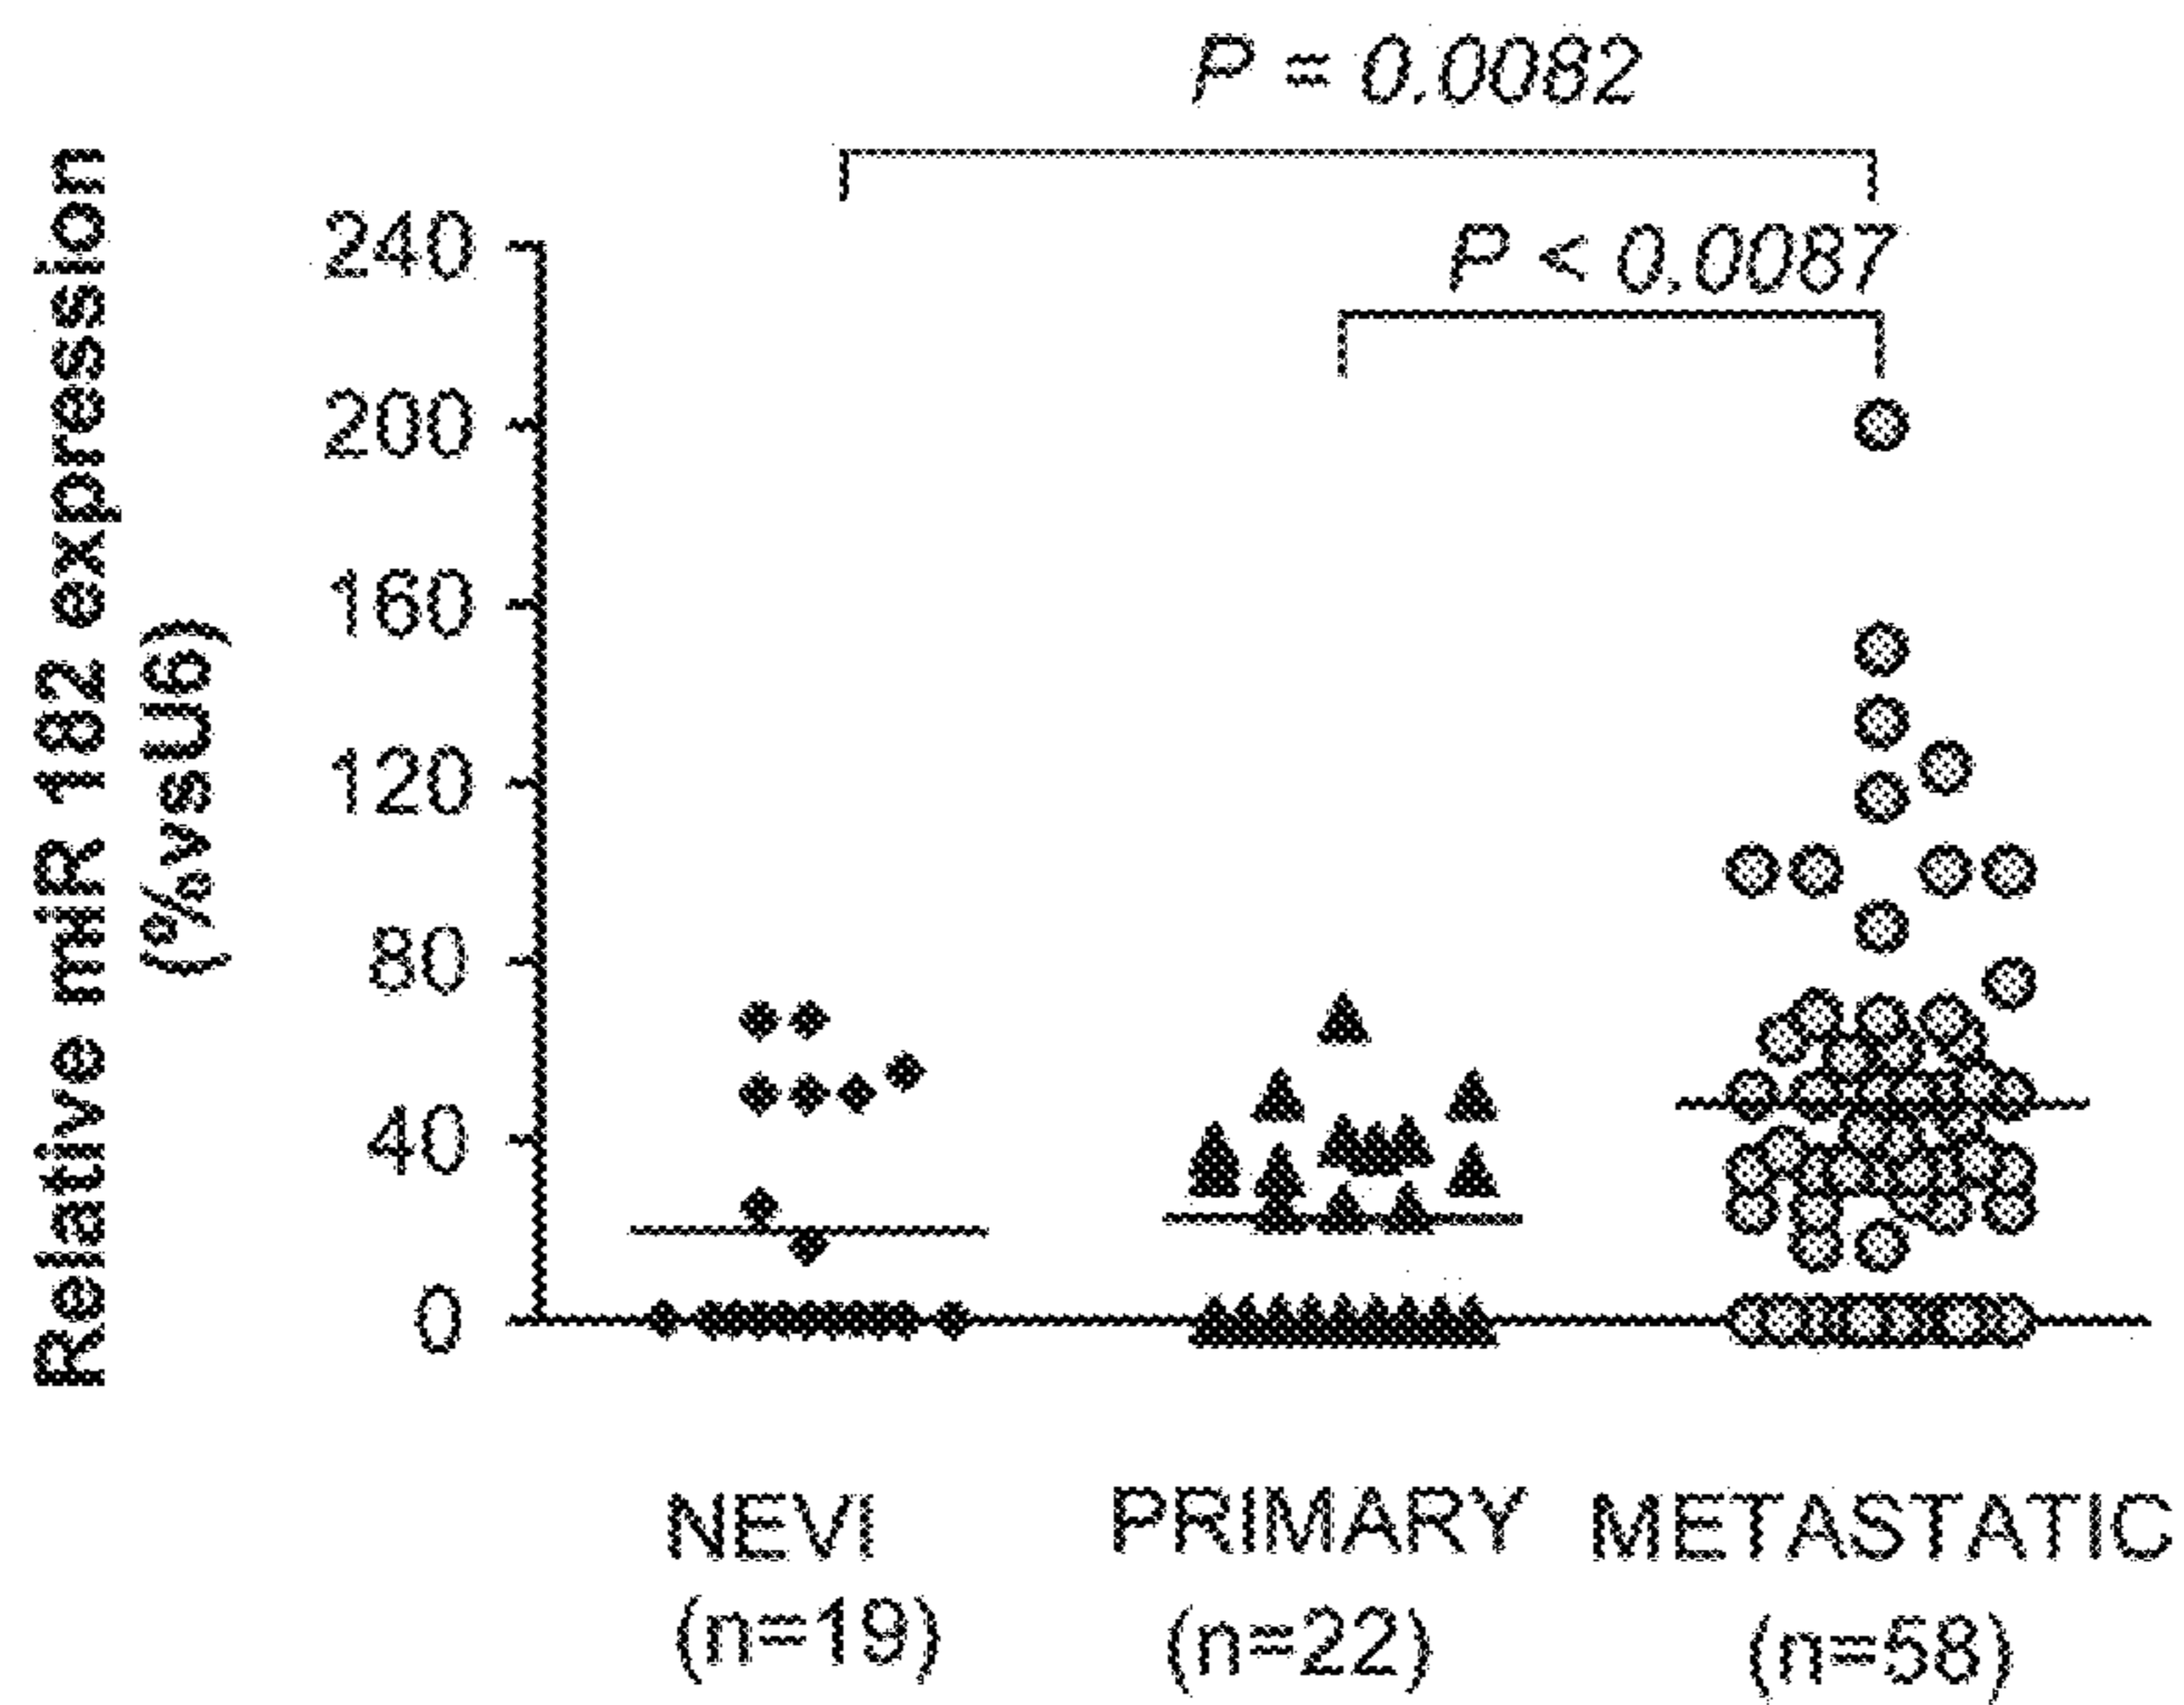 P = 0.0082
P < 0.0087
Relative miR 182 expression
(%vsU6)
240
200
160
120
80
40
0
NEVI
(n=19)
PRIMARY
(n=22)
METASTATIC
(n=58)